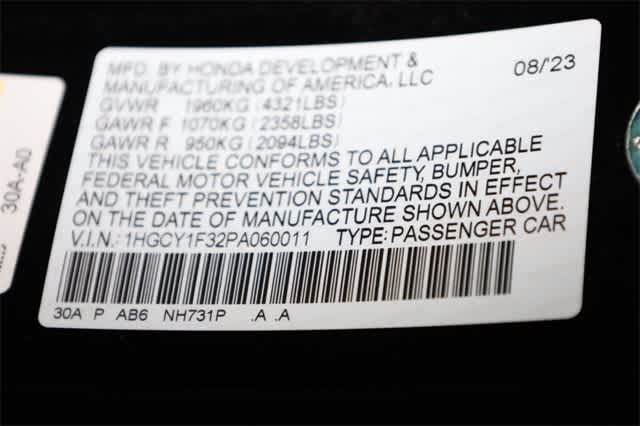 MFD. BY HONDA DEVELOPMENT &
MANUFACTURING OF AMERICA, LLC
08/'23
GVWR 1960KG (4321LBS)
GAWR F 1070KG (2358LBS)
GAWR R 950KG (2094LBS)
THIS VEHICLE CONFORMS TO ALL APPLICABLE
FEDERAL MOTOR VEHICLE SAFETY, BUMPER,
AND THEFT PREVENTION STANDARDS IN EFFECT
ON THE DATE OF MANUFACTURE SHOWN ABOVE.
V.I.N.: 1HGCY1F32PA060011 TYPE: PASSENGER CAR
30A P AB6 NH731P .A .A
30A-A0